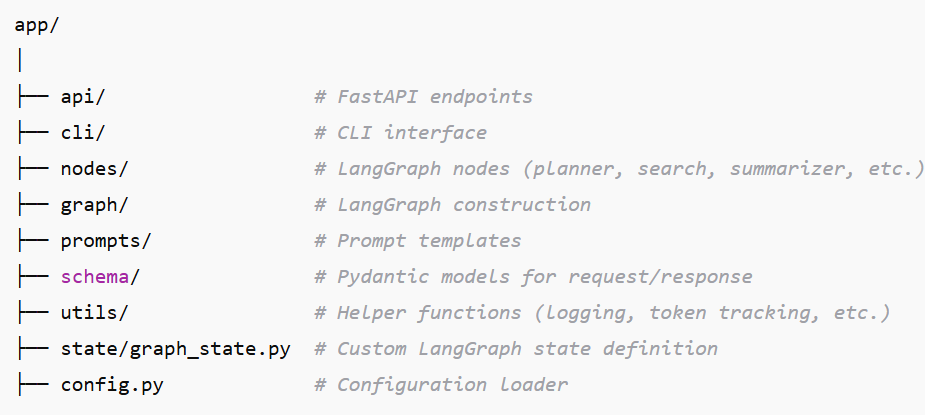 app/
│
├── api/                  # FastAPI endpoints
├── cli/                  # CLI interface
├── nodes/                # LangGraph nodes (planner, search, summarizer, etc.)
├── graph/                # LangGraph construction
├── prompts/              # Prompt templates
├── schema/               # Pydantic models for request/response
├── utils/                # Helper functions (logging, token tracking, etc.)
├── state/graph_state.py  # Custom LangGraph state definition
├── config.py             # Configuration loader